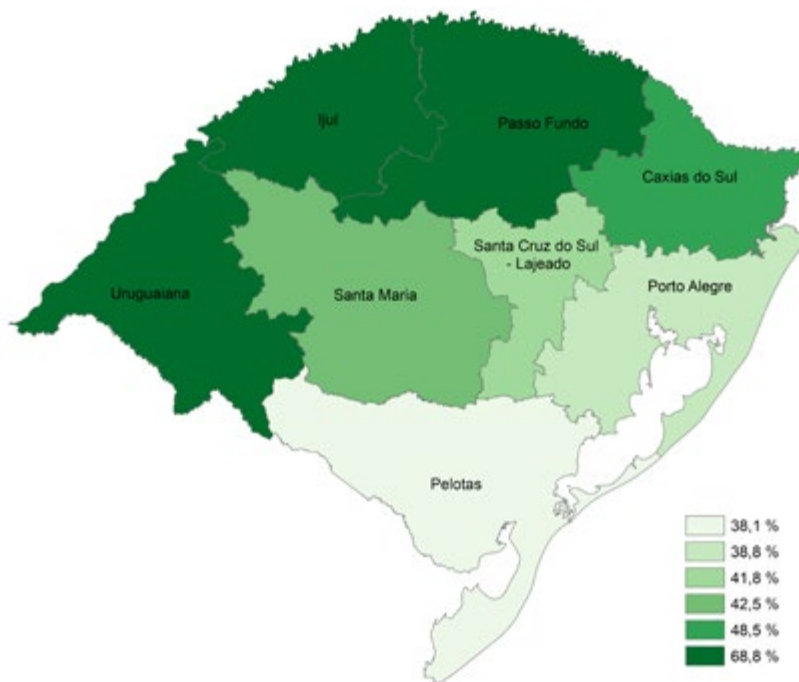 Ijuí
Passo Fundo
Caxias do Sul
Santa Cruz do Sul
- Lajeado
Porto Alegre
Uruguaiana
Santa Maria
Pelotas
38,1 %
38,8 %
41,8 %
42,5 %
48,5 %
68,8 %